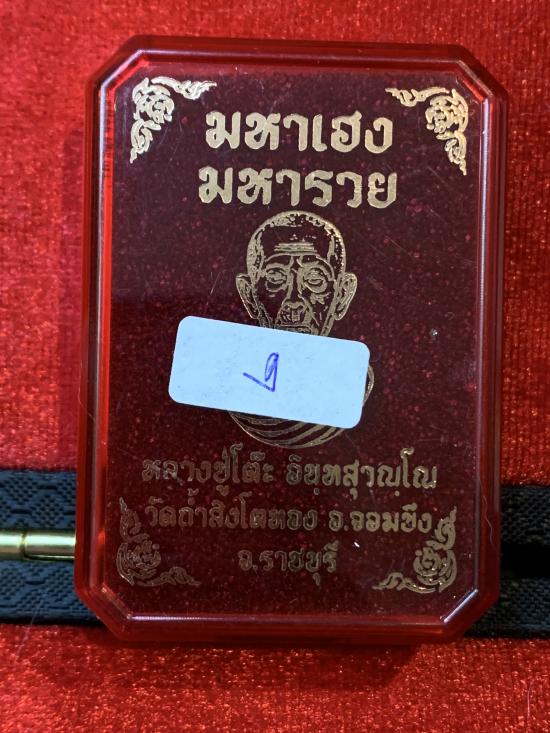 มหาเฮง
มหารวย
๒
หลวงปู่โต๊ะ อินฺทสุวณฺโณ
วัดถ้ำสิงโตทอง อ.จอมบึง
จ.ราชบุรี